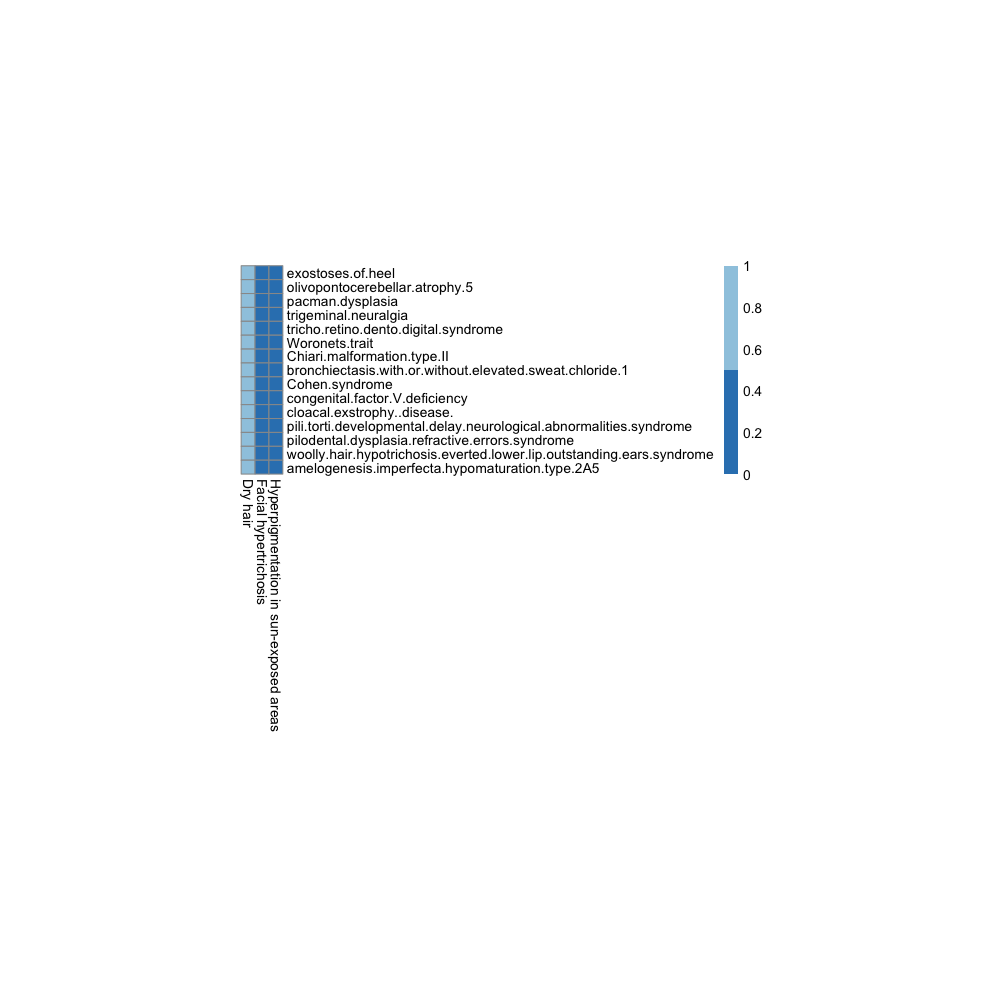 exostoses.of.heel
olivopontocerebellar.atrophy.5
pacman.dysplasia
trigeminal.neuralgia
tricho.retino.dento.digital.syndrome
Woronets.trait
Chiari.malformation.type.II
bronchiectasis.with.or.without.elevated.sweat.chloride.1
Cohen.syndrome
congenital.factor.V.deficiency
cloacal.exstrophy..disease.
pili.torti.developmental.delay.neurological.abnormalities.syndrome
pilodental.dysplasia.refractive.errors.syndrome
woolly.hair.hypotrichosis.everted.lower.lip.outstanding.ears.syndrome
amelogenesis.imperfecta.hypomaturation.type.2A5
1
0.8
0.6
0.4
0.2
0
Dry hair
Facial hypertrichosis
Hyperpigmentation in sun-exposed areas